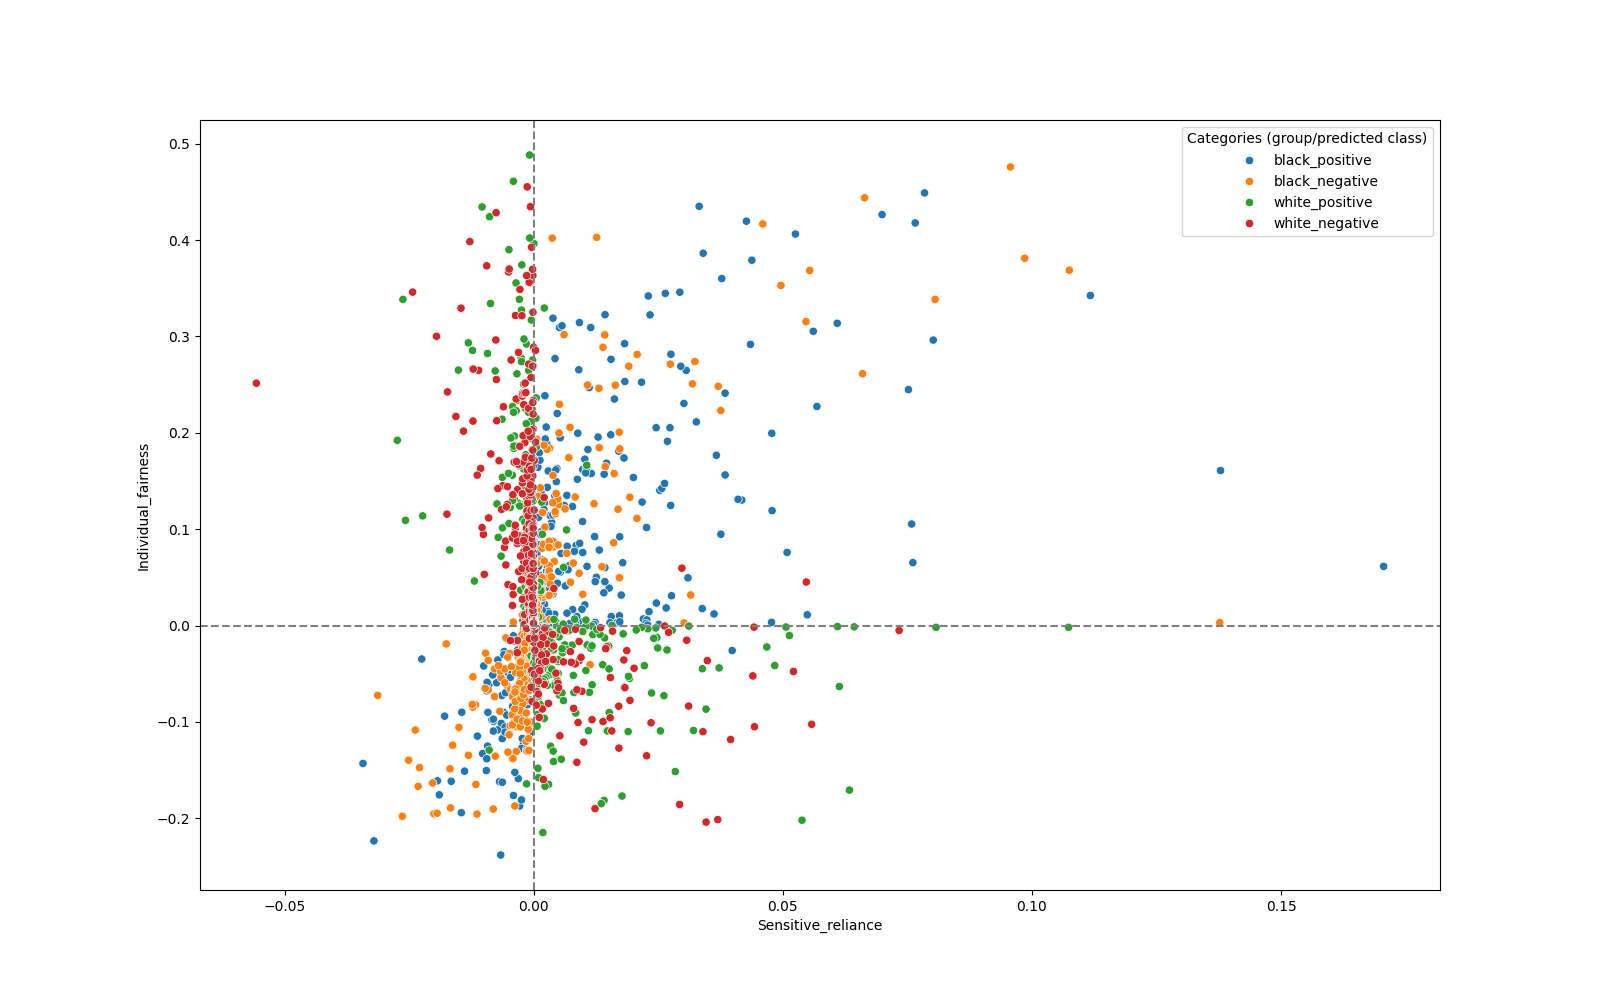 Categories (group/predicted class)
black_positive
black_negative
white_positive
white_negative
0.5
0.4
0.3
0.2
0.1
0.0
−0.1
−0.2
Individual_fairness
−0.05
0.00
0.05
0.10
0.15
Sensitive_reliance